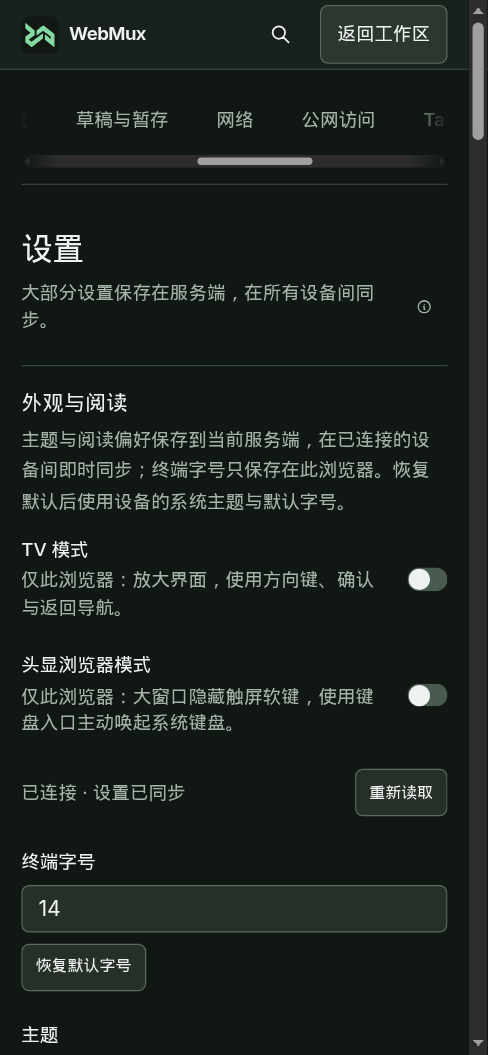 WebMux
返回工作区
草稿与暂存
网络
公网访问
Ta
设置
大部分设置保存在服务端，在所有设备间同
步。
外观与阅读
主题与阅读偏好保存到当前服务端，在已连接的设
备间即时同步；终端字号只保存在此浏览器。恢复
默认后使用设备的系统主题与默认字号。
TV 模式
仅此浏览器：放大界面，使用方向键、确认
与返回导航。
头显浏览器模式
仅此浏览器：大窗口隐藏触屏软键，使用键
盘入口主动唤起系统键盘。
已连接 · 设置已同步
重新读取
终端字号
14
恢复默认字号
主题